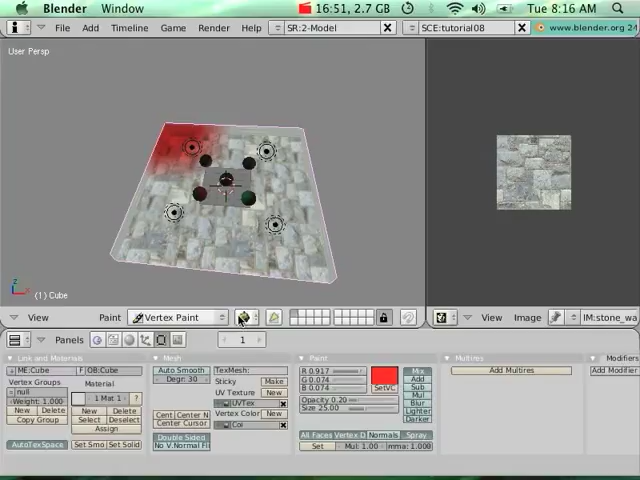 Blender Window 16:51, 2.7 GB Tue 8:16 AM
File Add Timeline Game Render Help SR:2-Model SCE:tutorial08 www.blender.org 24
User Persp
(1) Cube
View Paint Vertex Paint View Image IM:stone_wa
Panels 1
Link and Materials Mesh Paint Multires Modifiers
ME:Cube F OB:Cube Auto Smooth TexMesh: R 0.917 Mix Add Multires Add Modifier
Vertex Groups Degr: 30 Sticky Make G 0.074 Add
null Material UV Texture New B 0.074 SetVC Sub
Weight: 1.000 1 Mat 1 ? UVTex Opacity 0.20 Mul
New Delete New Delete Cent Center N Vertex Color New Size 25.00 Blur
Copy Group Select Deselect Center Cursor Col Lighter
Assign Darker
Double Sided All Faces Vertex D Normals Spray
AutoTexSpace Set Smo Set Solid No V.Normal Fl Set Mul: 1.00 mma: 1.000